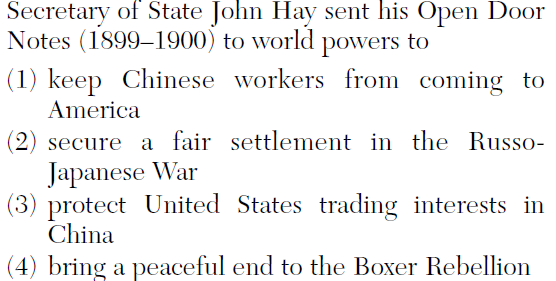 Secretary of State John Hay sent his Open Door
Notes (1899–1900) to world powers to
(1) keep Chinese workers from coming to
America
(2) secure a fair settlement in the Russo-
Japanese War
(3) protect United States trading interests in
China
(4) bring a peaceful end to the Boxer Rebellion